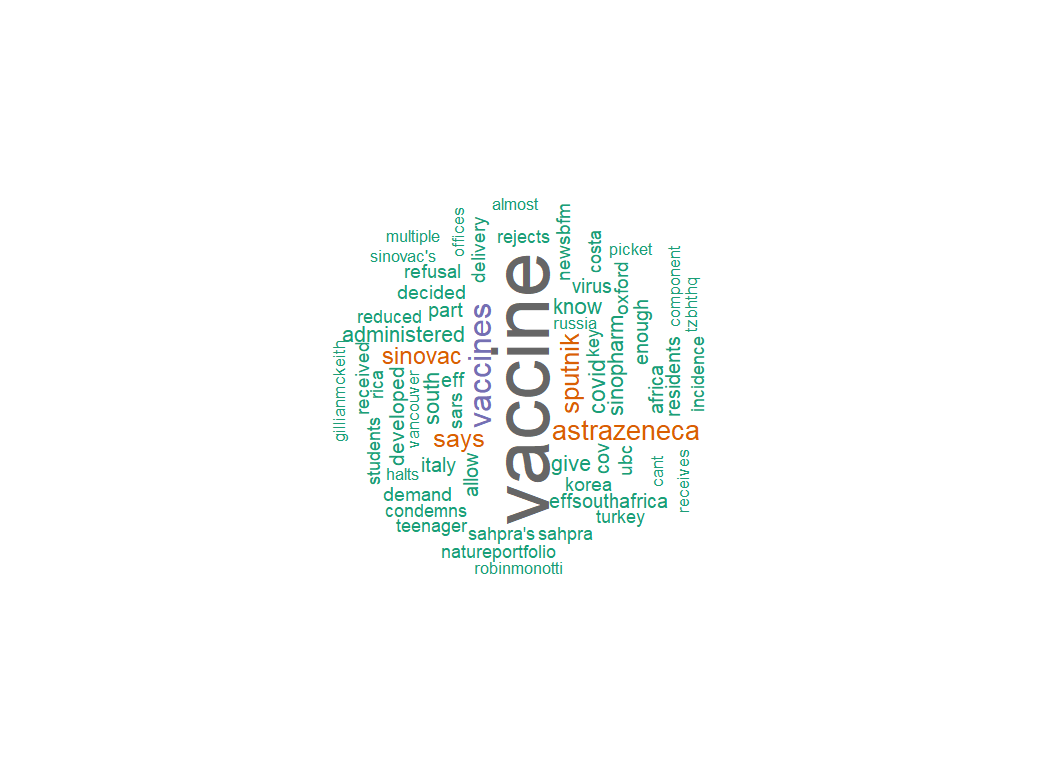 almost
multiple
offices
delivery
rejects
newsbfm
costa
picket
sinovac's
refusal
decided
virus
oxford
component
tzbhthq
reduced
part
know
russia
administered
vaccines
vaccine
sputnik
key
covid
sinopharm
enough
sinovac
gillianmckeith
received
rica
developed
vancouver
south
eff
sars
africa
residents
incidence
says
astrazeneca
students
italy
halts
allow
give
cov
ubc
cant
receives
korea
demand
condemns
effsouthafrica
teenager
turkey
sahpra's
sahpra
natureportfolio
robinmonotti